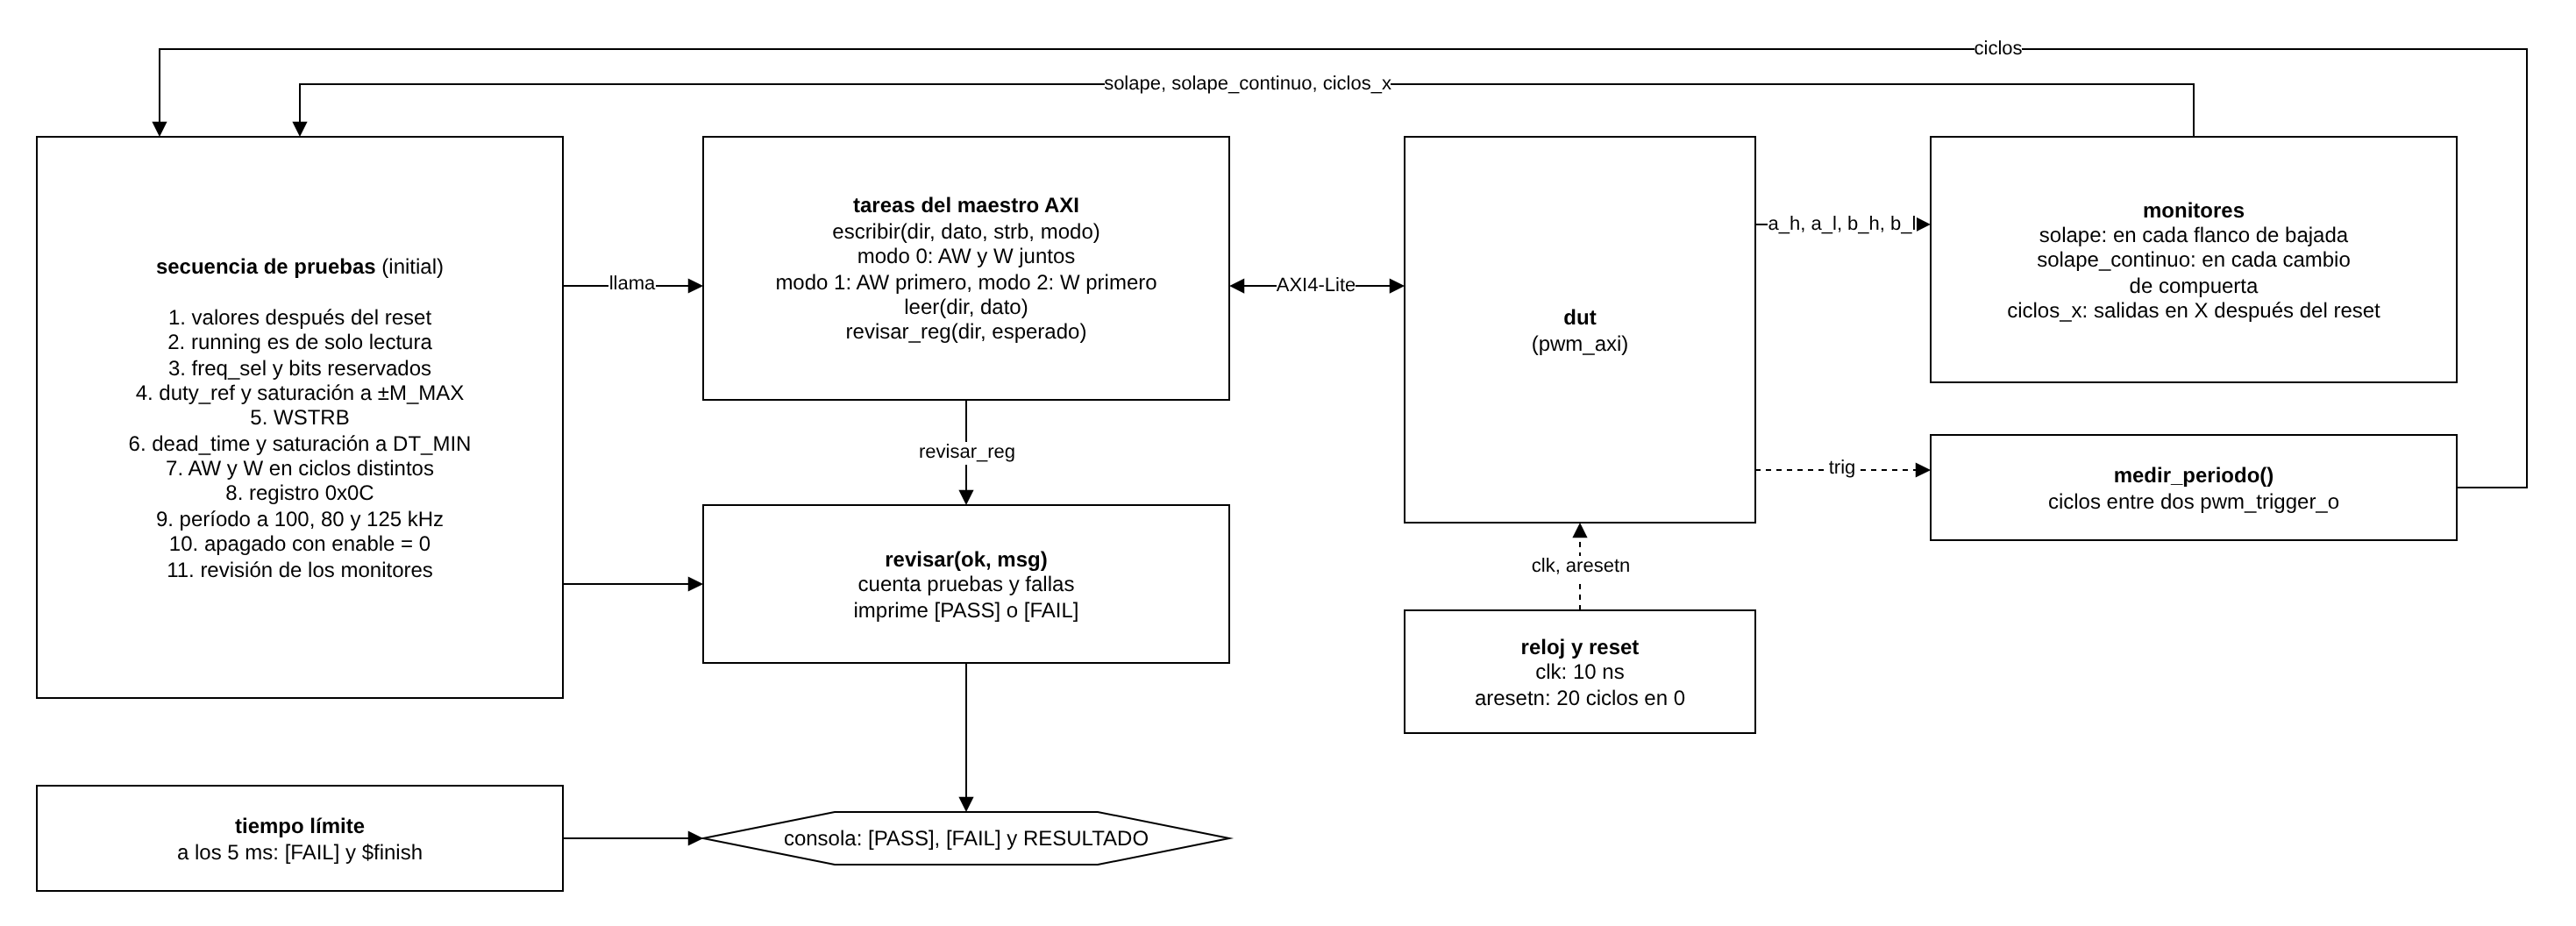 ciclos
solape, solape_continuo, ciclos_x
secuencia de pruebas (initial)
1. valores después del reset
2. running es de solo lectura
3. freq_sel y bits reservados
4. duty_ref y saturación a ±M_MAX
5. WSTRB
6. dead_time y saturación a DT_MIN
7. AW y W en ciclos distintos
8. registro 0x0C
9. período a 100, 80 y 125 kHz
10. apagado con enable = 0
11. revisión de los monitores
llama
tareas del maestro AXI
escribir(dir, dato, strb, modo)
modo 0: AW y W juntos
modo 1: AW primero, modo 2: W primero
leer(dir, dato)
revisar_reg(dir, esperado)
AXI4-Lite
dut
(pwm_axi)
a_h, a_l, b_h, b_l
monitores
solape: en cada flanco de bajada
solape_continuo: en cada cambio
de compuerta
ciclos_x: salidas en X después del reset
revisar_reg
trig
medir_periodo()
ciclos entre dos pwm_trigger_o
revisar(ok, msg)
cuenta pruebas y fallas
imprime [PASS] o [FAIL]
clk, aresetn
reloj y reset
clk: 10 ns
aresetn: 20 ciclos en 0
tiempo límite
a los 5 ms: [FAIL] y $finish
consola: [PASS], [FAIL] y RESULTADO